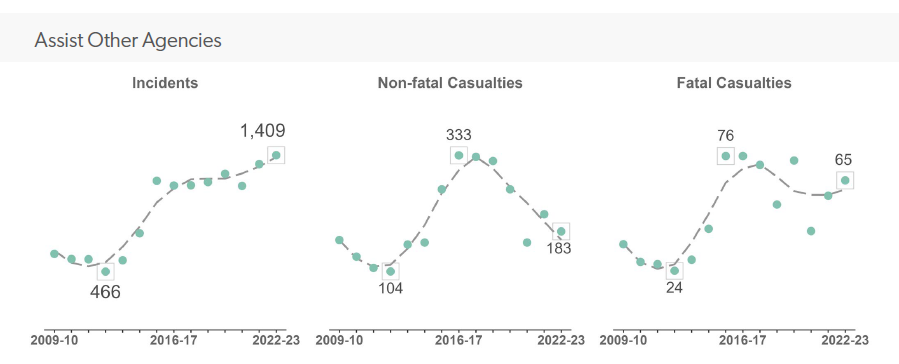 Assist Other Agencies
Incidents
Non-fatal Casualties
Fatal Casualties
1,409
466
333
104
183
76
24
65
2009-10 2016-17 2022-23
2009-10 2016-17 2022-23
2009-10 2016-17 2022-23